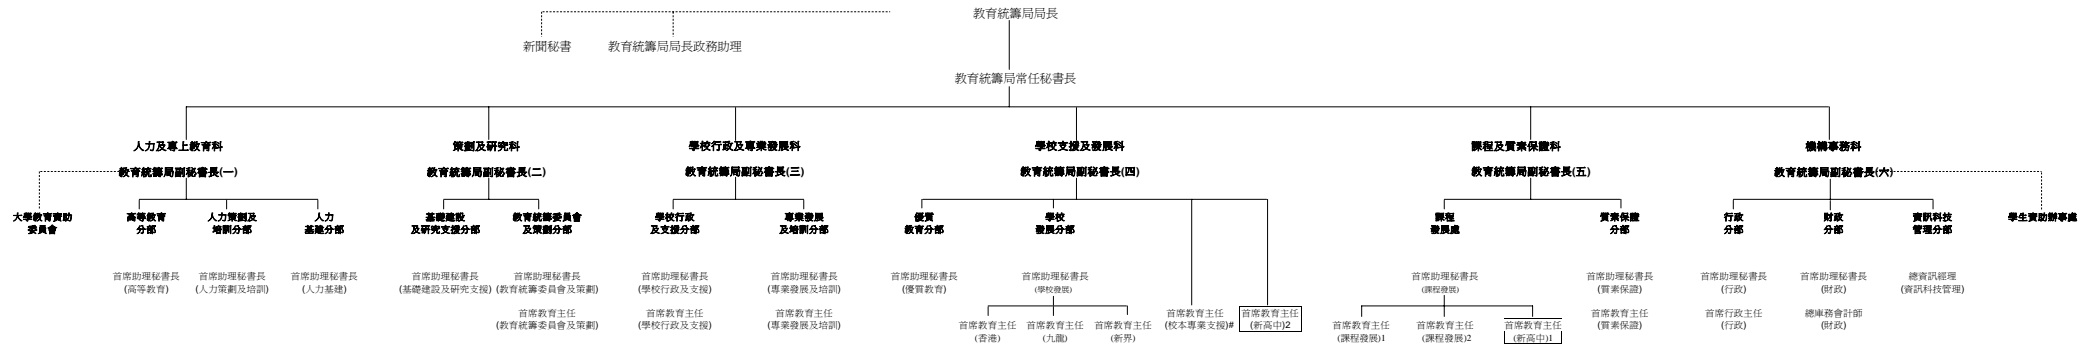 教育統籌局局長
新聞秘書
教育統籌局局長政務助理
教育統籌局常任秘書長
人力及專上教育科
教育統籌局副秘書長(一)
策劃及研究科
教育統籌局副秘書長(二)
學校行政及專業發展科
教育統籌局副秘書長(三)
學校支援及發展科
教育統籌局副秘書長(四)
課程及質素保證科
教育統籌局副秘書長(五)
機構事務科
教育統籌局副秘書長(六)
大學教育資助
委員會
高等教育
分部
人力策劃及
培訓分部
人力
基建分部
基礎建設
及研究支援分部
教育統籌委員會
及策劃分部
學校行政
及支援分部
專業發展
及培訓分部
優質
教育分部
學校
發展分部
課程
發展處
質素保證
分部
行政
分部
財政
分部
資訊科技
管理分部
學生資助辦事處
首席助理秘書長
(高等教育)
首席助理秘書長
(人力策劃及培訓)
首席助理秘書長
(人力基建)
首席助理秘書長
(基礎建設及研究支援)
首席助理秘書長
(教育統籌委員會及策劃)
首席助理秘書長
(學校行政及支援)
首席助理秘書長
(專業發展及培訓)
首席助理秘書長
(優質教育)
首席助理秘書長
(學校發展)
首席助理秘書長
(課程發展)
首席助理秘書長
(質素保證)
首席助理秘書長
(行政)
首席助理秘書長
(財政)
總資訊經理
(資訊科技管理)
首席教育主任
(教育統籌委員會及策劃)
首席教育主任
(學校行政及支援)
首席教育主任
(專業發展及培訓)
首席教育主任
(香港)
首席教育主任
(九龍)
首席教育主任
(新界)
首席教育主任
(校本專業支援)#
首席教育主任
(新高中)2
首席教育主任
(課程發展)1
首席教育主任
(課程發展)2
首席教育主任
(新高中)1
首席教育主任
(質素保證)
首席行政主任
(行政)
總庫務會計師
(財政)